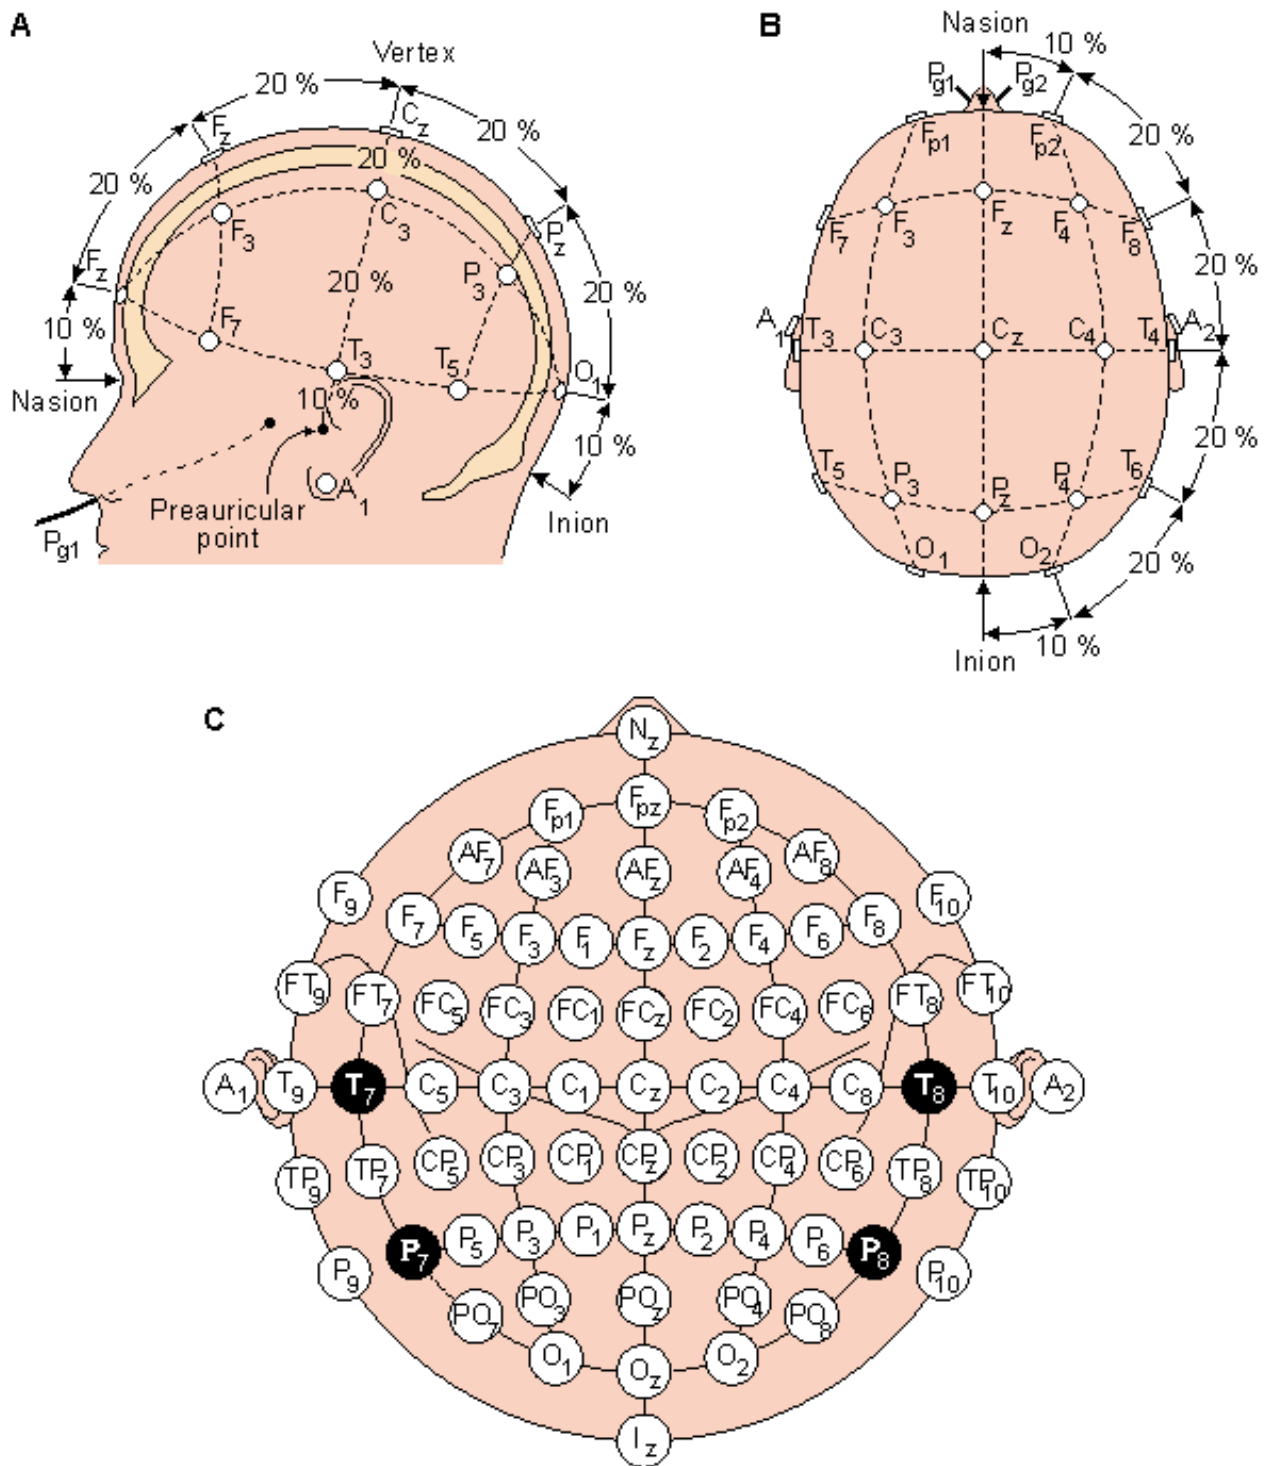 A
Vertex
20 %
20 %
Fz
Cz
20 %
20 %
F3
C3
Pz
Fz
20 %
P3
20 %
10 %
F7
T3
T5
O1
Nasion
10 %
10 %
A1
Preauricular
point
Inion
Pg1
B
Nasion
10 %
Pg1
Pg2
Fp1
Fp2
20 %
F7
F3
Fz
F4
F8
20 %
A1
T3
C3
Cz
C4
T4
A2
20 %
T5
P3
Pz
P4
T6
O1
O2
20 %
10 %
Inion
C
Nz
Fp1
Fpz
Fp2
AF7
AF3
AFz
AF4
AF8
F9
F7
F5
F3
F1
Fz
F2
F4
F6
F8
F10
FT9
FT7
FC5
FC3
FC1
FCz
FC2
FC4
FC6
FT8
FT10
A1
T9
T7
C5
C3
C1
Cz
C2
C4
C8
T8
T10
A2
TP9
TP7
CP5
CP3
CP1
CPz
CP2
CP4
CP6
TP8
TP10
P9
P7
P5
P3
P1
Pz
P2
P4
P6
P8
P10
PO7
PO3
POz
PO4
PO8
O1
Oz
O2
Iz